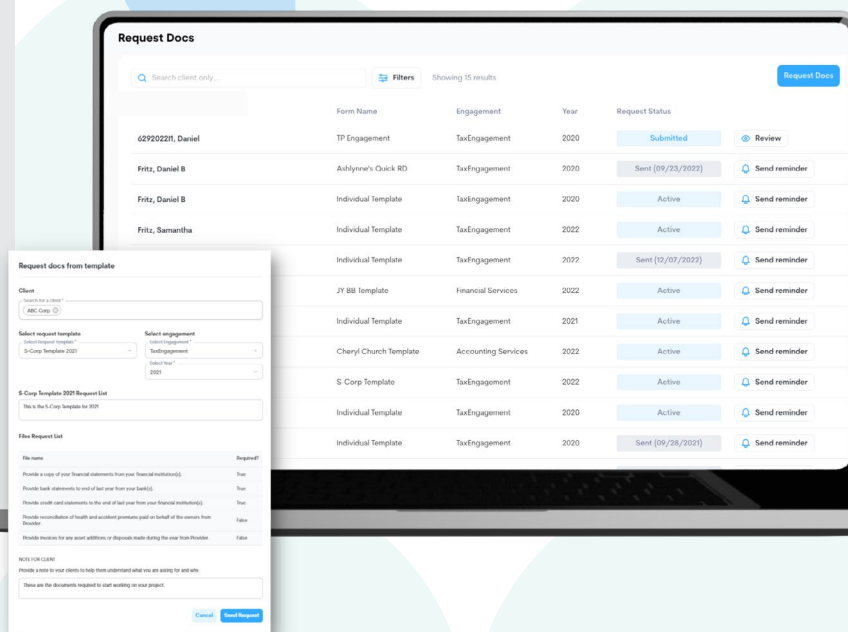 Request Docs
Search client only...
Filters
Showing 15 results
Request Docs
Form Name Engagement Year Request Status
629202211, Daniel TP Engagement TaxEngagement 2020 Submitted Review
Fritz, Daniel B Ashlynne's Quick RD TaxEngagement 2020 Sent (09/23/2022) Send reminder
Fritz, Daniel B Individual Template TaxEngagement 2020 Active Send reminder
Fritz, Samantha Individual Template TaxEngagement 2022 Active Send reminder
Individual Template TaxEngagement 2022 Sent (12/07/2022) Send reminder
JY BB Template Financial Services 2022 Active Send reminder
Individual Template TaxEngagement 2021 Active Send reminder
Cheryl Church Template Accounting Services 2022 Active Send reminder
S-Corp Template TaxEngagement 2022 Active Send reminder
Individual Template TaxEngagement 2020 Active Send reminder
Individual Template TaxEngagement 2020 Sent (09/28/2021) Send reminder
Request docs from template
Client
Search for a client *
ABC Corp
Select request template Select engagement
Select Request Template * Select Engagement *
S-Corp Template 2021 TaxEngagement
Select Year *
2021
S-Corp Template 2021 Request List
This is the S-Corp Template for 2021
Files Request List
File name Required?
Provide a copy of your financial statements from your financial institution(s). True
Provide bank statements to end of last year from your bank(s). True
Provide credit card statements to the end of last year from your financial institution(s). True
Provide reconciliation of health and accident premiums paid on behalf of the owners from
Provider False
Provide invoices for any asset additions or disposals made during the year from Provider False
NOTE FOR CLIENT
Provide a note to your clients to help them understand what you are asking for and why.
These are the documents required to start working on your project.
Cancel Send Request